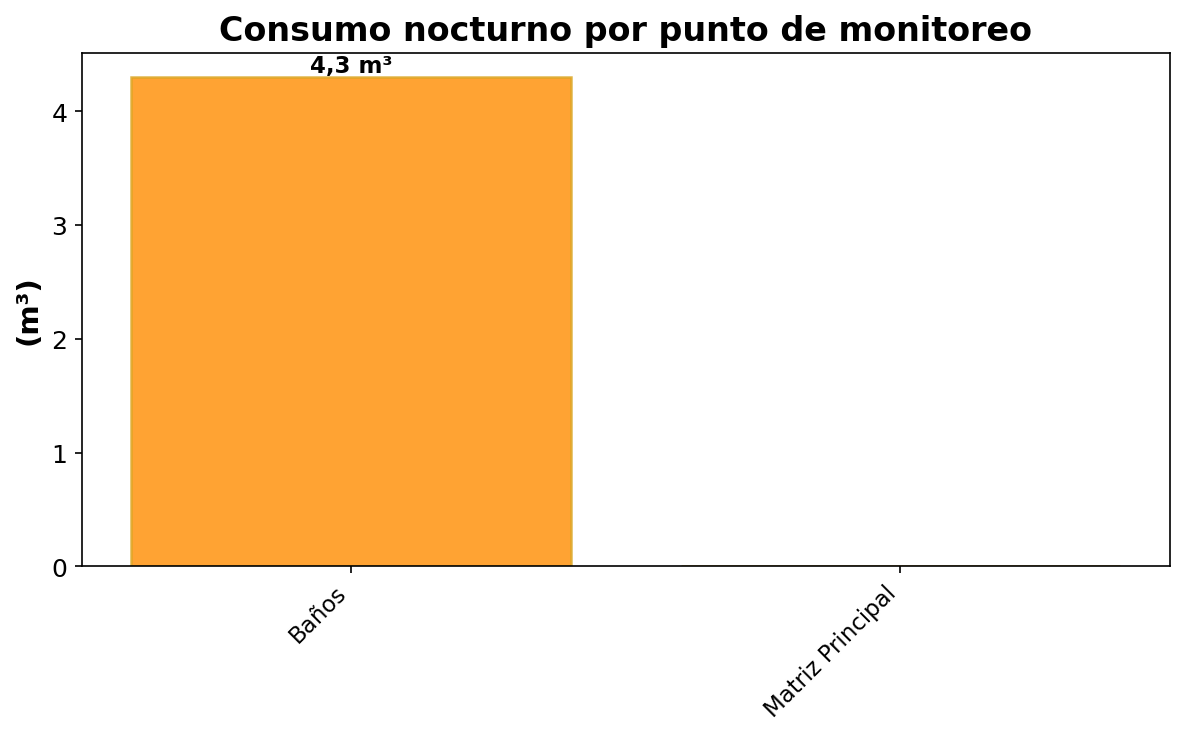 Consumo nocturno por punto de monitoreo
4,3 m³
4
3
2
1
0
(m³)
Baños
Matriz Principal